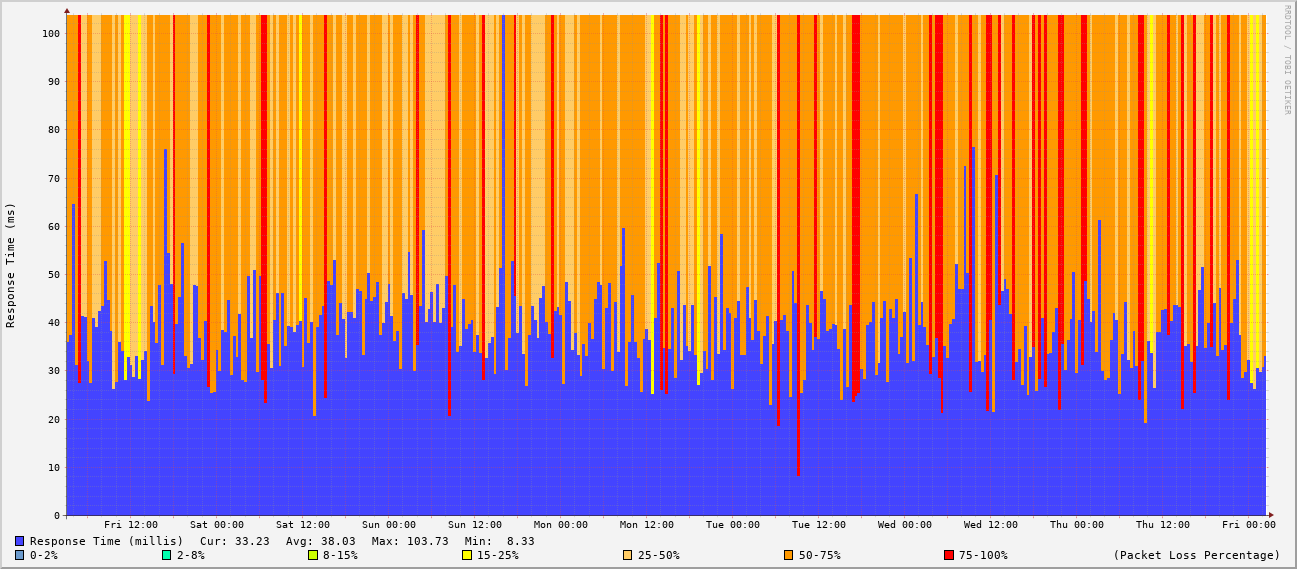 RRDTOOL / TOBI OETIKER
Response Time (ms)
100
90
80
70
60
50
40
30
20
10
0
Fri 12:00 Sat 00:00 Sat 12:00 Sun 00:00 Sun 12:00 Mon 00:00 Mon 12:00 Tue 00:00 Tue 12:00 Wed 00:00 Wed 12:00 Thu 00:00 Thu 12:00 Fri 00:00
Response Time (millis) Cur: 33.23 Avg: 38.03 Max: 103.73 Min: 8.33
0-2% 2-8% 8-15% 15-25% 25-50% 50-75% 75-100% (Packet Loss Percentage)